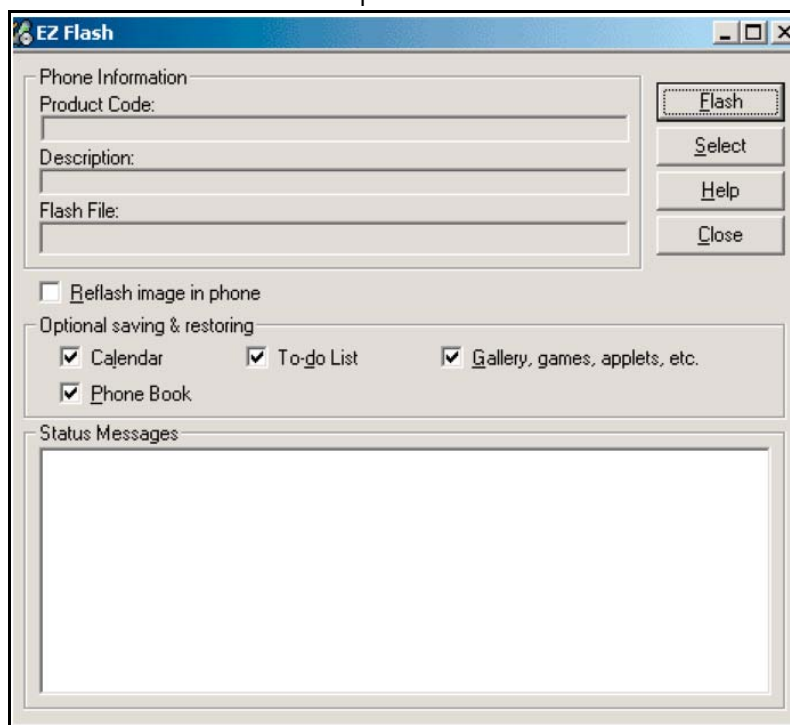 EZ Flash
Phone Information
Product Code:
Flash
Description:
Select
Help
Flash File:
Close
Reflash image in phone
Optional saving & restoring
Calendar To-do List Gallery, games, applets, etc.
Phone Book
Status Messages